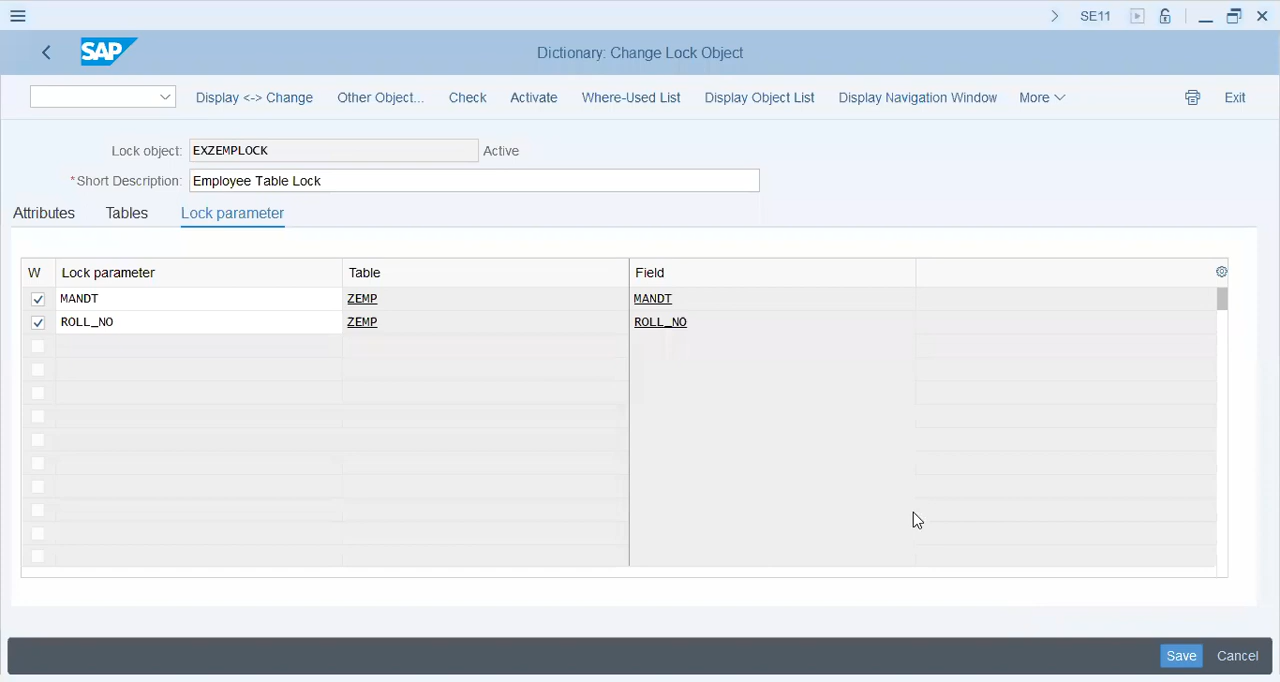 SE11
SAP
Dictionary: Change Lock Object
Display <-> Change Other Object... Check Activate Where-Used List Display Object List Display Navigation Window More Exit
Lock object: EXZEMPLOCK Active
*Short Description: Employee Table Lock
Attributes Tables Lock parameter
W Lock parameter Table Field
MANDT ZEMP MANDT
ROLL_NO ZEMP ROLL_NO
Save Cancel